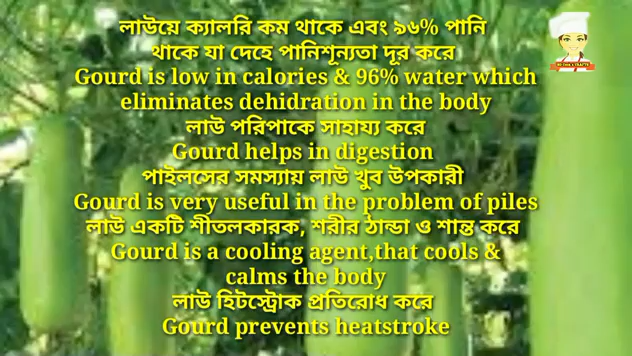 লাউয়ে ক্যালরি কম থাকে এবং ৯৬% পানি
থাকে যা দেহে পানিশূন্যতা দূর করে
Gourd is low in calories & 96% water which
eliminates dehidration in the body
লাউ পরিপাকে সাহায্য করে
Gourd helps in digestion
পাইলসের সমস্যায় লাউ খুব উপকারী
Gourd is very useful in the problem of piles
লাউ একটি শীতলকারক, শরীর ঠান্ডা ও শান্ত করে
Gourd is a cooling agent,that cools &
calms the body
লাউ হিটস্ট্রোক প্রতিরোধ করে
Gourd prevents heatstroke